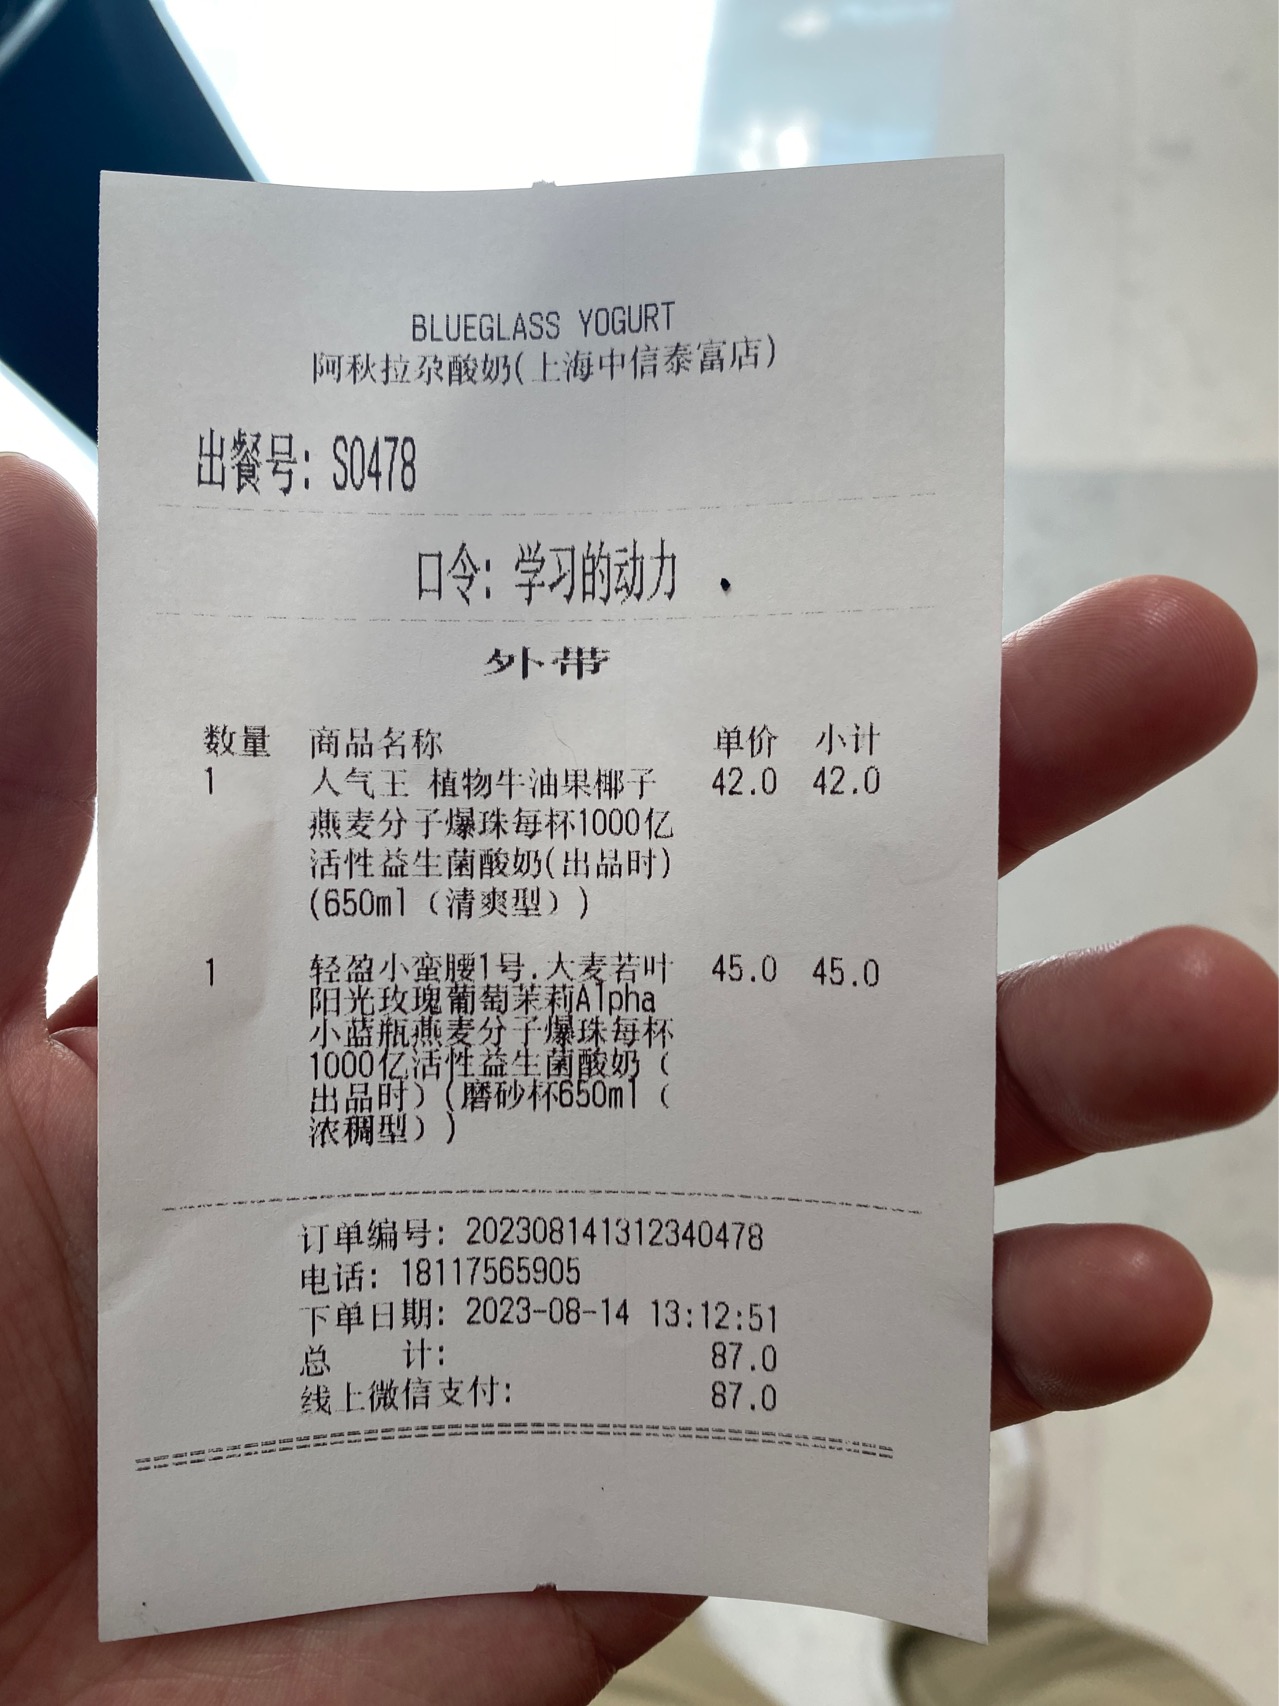 BLUEGLASS YOGURT
阿秋拉尕酸奶(上海中信泰富店)
出餐号: S0478
口令: 学习的动力
外带
数量 商品名称 单价 小计
1 人气王 植物牛油果椰子 42.0 42.0
燕麦分子爆珠每杯1000亿
活性益生菌酸奶(出品时)
(650ml（清爽型）)
1 轻盈小蛮腰1号.大麦若叶 45.0 45.0
阳光玫瑰葡萄茉莉Alpha
小蓝瓶燕麦分子爆珠每杯
1000亿活性益生菌酸奶（
出品时）(磨砂杯650ml（
浓稠型）)
订单编号: 202308141312340478
电话: 18117565905
下单日期: 2023-08-14 13:12:51
总 计: 87.0
线上微信支付: 87.0